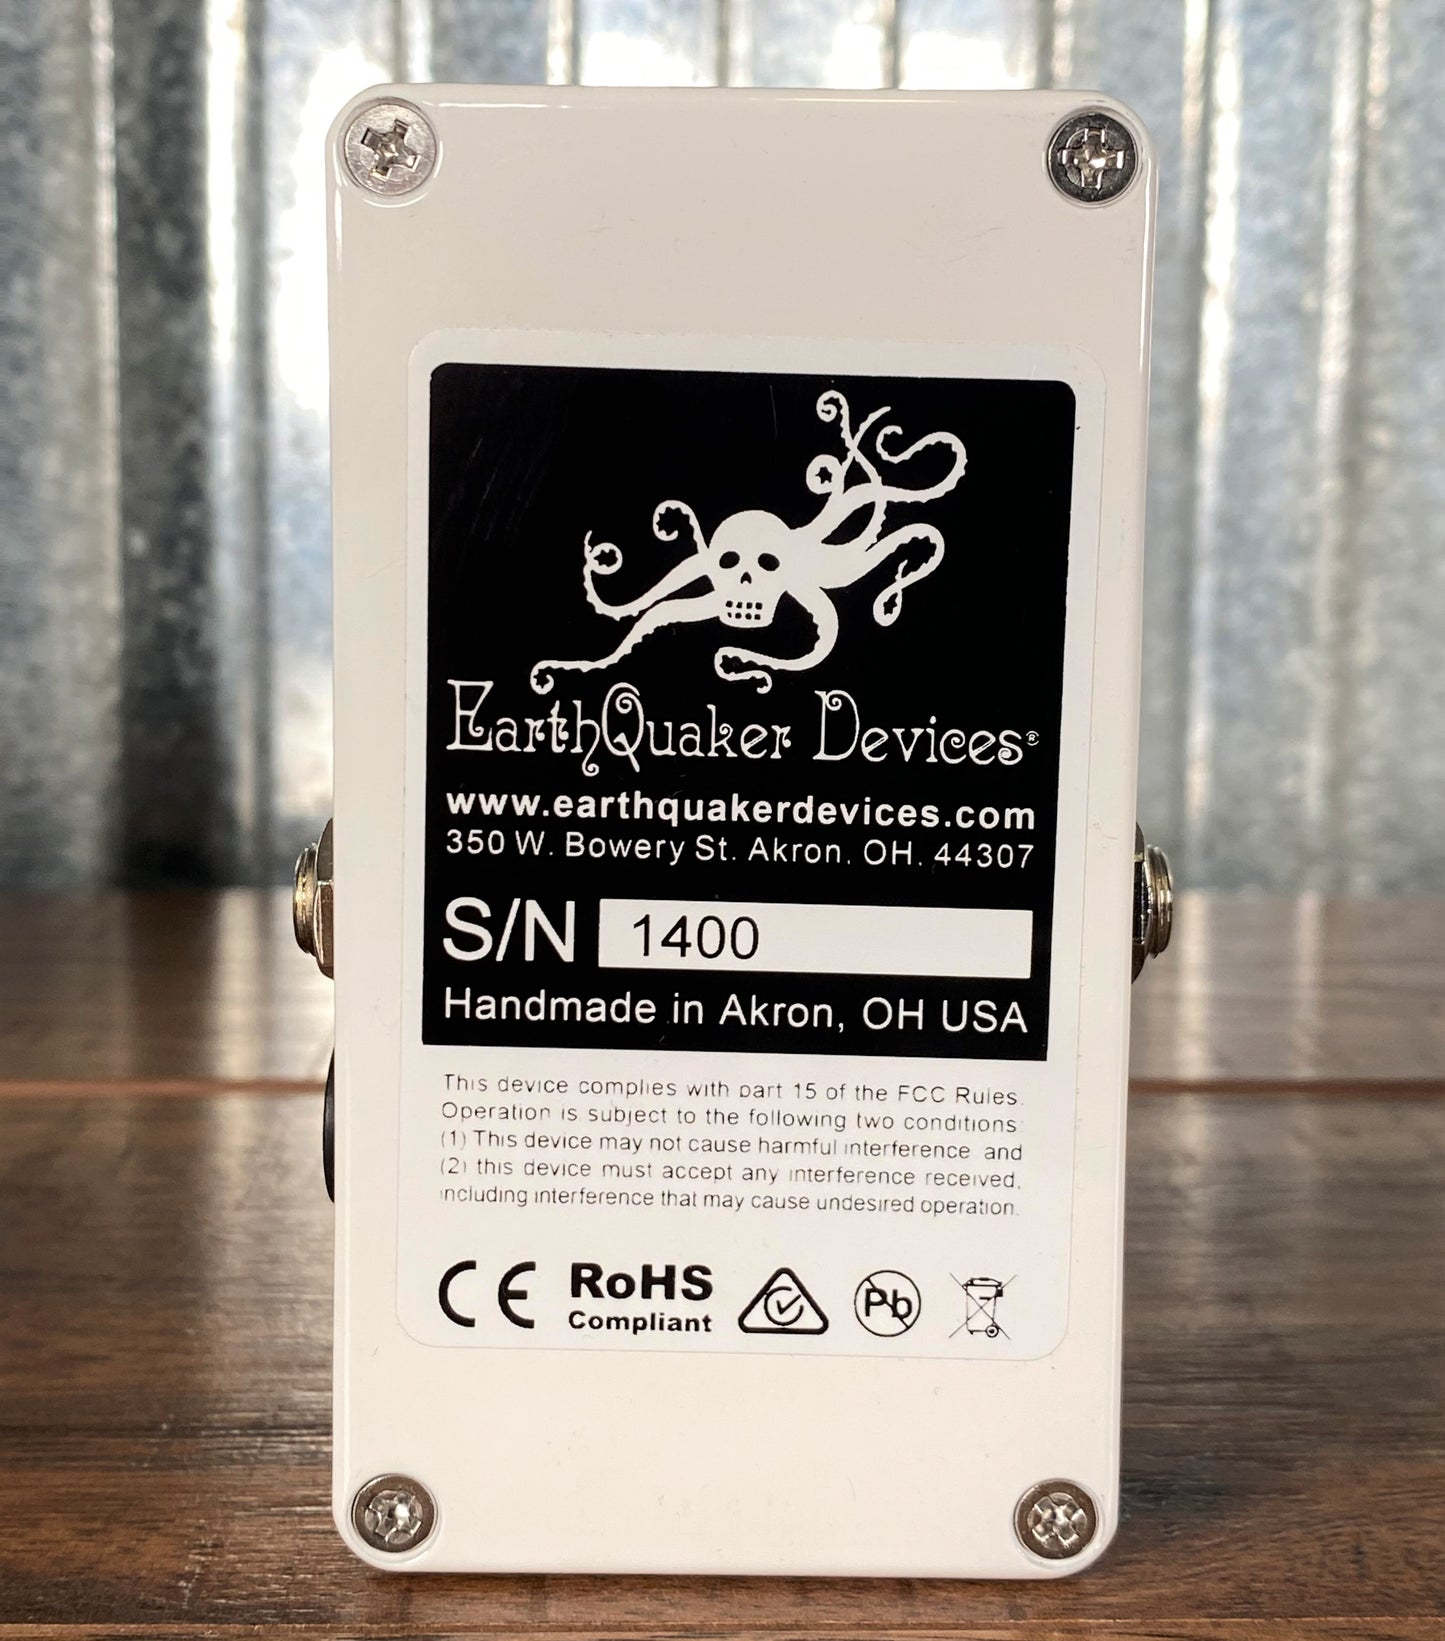 EarthQuaker Devices®
www.earthquakerdevices.com
350 W. Bowery St. Akron. OH. 44307
S/N 1400
Handmade in Akron, OH USA
This device complies with part 15 of the FCC Rules.
Operation is subject to the following two conditions:
(1) This device may not cause harmful interference and
(2) this device must accept any interference received,
including interference that may cause undesired operation.
CE RoHS Pb
Compliant